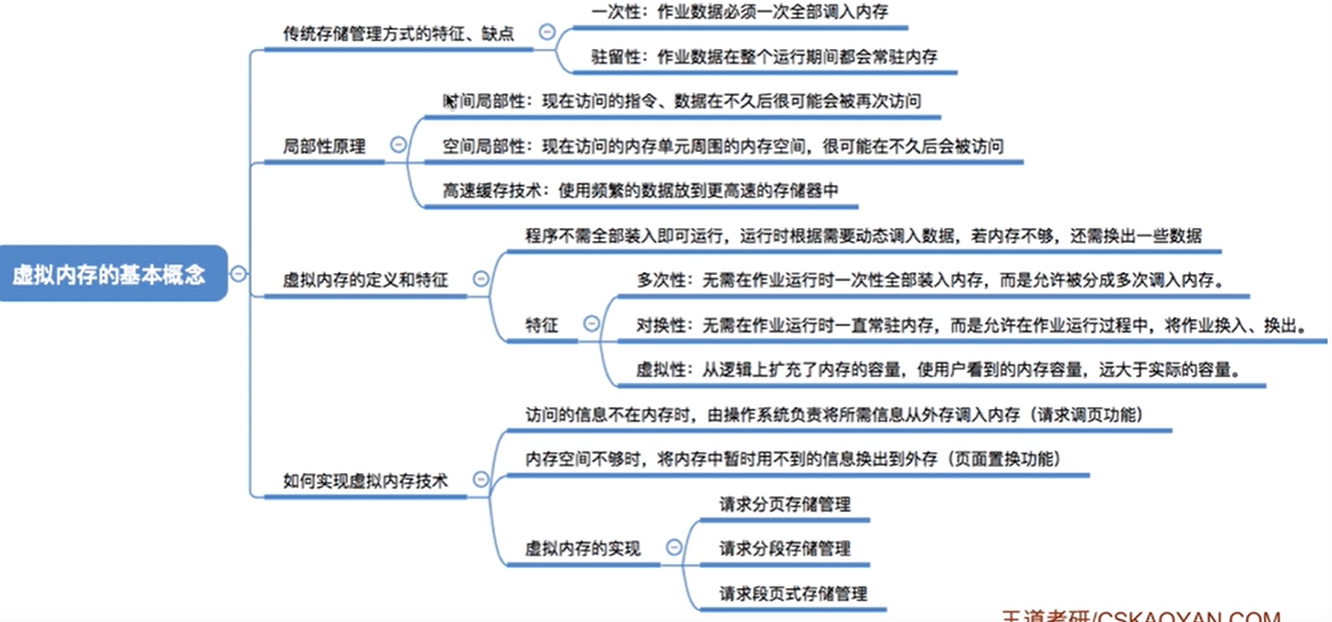 传统存储管理方式的特征、缺点
一次性：作业数据必须一次全部调入内存
驻留性：作业数据在整个运行期间都会常驻内存
局部性原理
时间局部性：现在访问的指令、数据在不久后很可能会被再次访问
空间局部性：现在访问的内存单元周围的内存空间，很可能在不久后会被访问
高速缓存技术：使用频繁的数据放到更高速的存储器中
虚拟内存的基本概念
虚拟内存的定义和特征
程序不需全部装入即可运行，运行时根据需要动态调入数据，若内存不够，还需换出一些数据
特征
多次性：无需在作业运行时一次性全部装入内存，而是允许被分成多次调入内存。
对换性：无需在作业运行时一直常驻内存，而是允许在作业运行过程中，将作业换入、换出。
虚拟性：从逻辑上扩充了内存的容量，使用户看到的内存容量，远大于实际的容量。
如何实现虚拟内存技术
访问的信息不在内存时，由操作系统负责将所需信息从外存调入内存（请求调页功能）
内存空间不够时，将内存中暂时用不到的信息换出到外存（页面置换功能）
虚拟内存的实现
请求分页存储管理
请求分段存储管理
请求段页式存储管理
王道考研/CSKAOYAN.COM